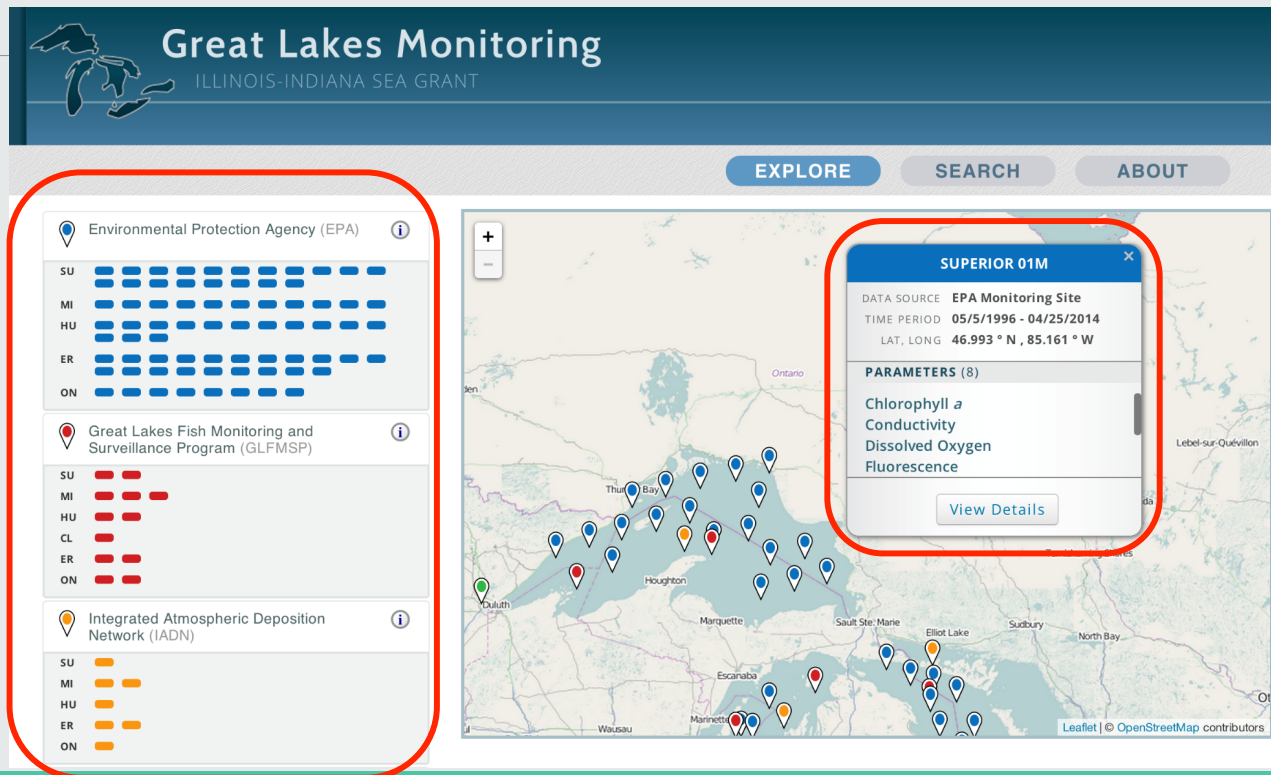 Great Lakes Monitoring
ILLINOIS-INDIANA SEA GRANT
EXPLORE
SEARCH
ABOUT
Environmental Protection Agency (EPA)
SU
MI
HU
ER
ON
Great Lakes Fish Monitoring and
Surveillance Program (GLFMSP)
SU
MI
HU
CL
ER
ON
Integrated Atmospheric Deposition
Network (IADN)
SU
MI
HU
ER
ON
+
−
SUPERIOR 01M
×
DATA SOURCE EPA Monitoring Site
TIME PERIOD 05/5/1996 - 04/25/2014
LAT, LONG 46.993 ° N , 85.161 ° W
PARAMETERS (8)
Chlorophyll a
Conductivity
Dissolved Oxygen
Fluorescence
View Details
Ontario
Lebel-sur-Quévillon
Thunder Bay
Houghton
Duluth
Marquette
Sault Ste. Marie
Elliot Lake
Sudbury
North Bay
Escanaba
Marinette
Wausau
Leaflet | © OpenStreetMap contributors